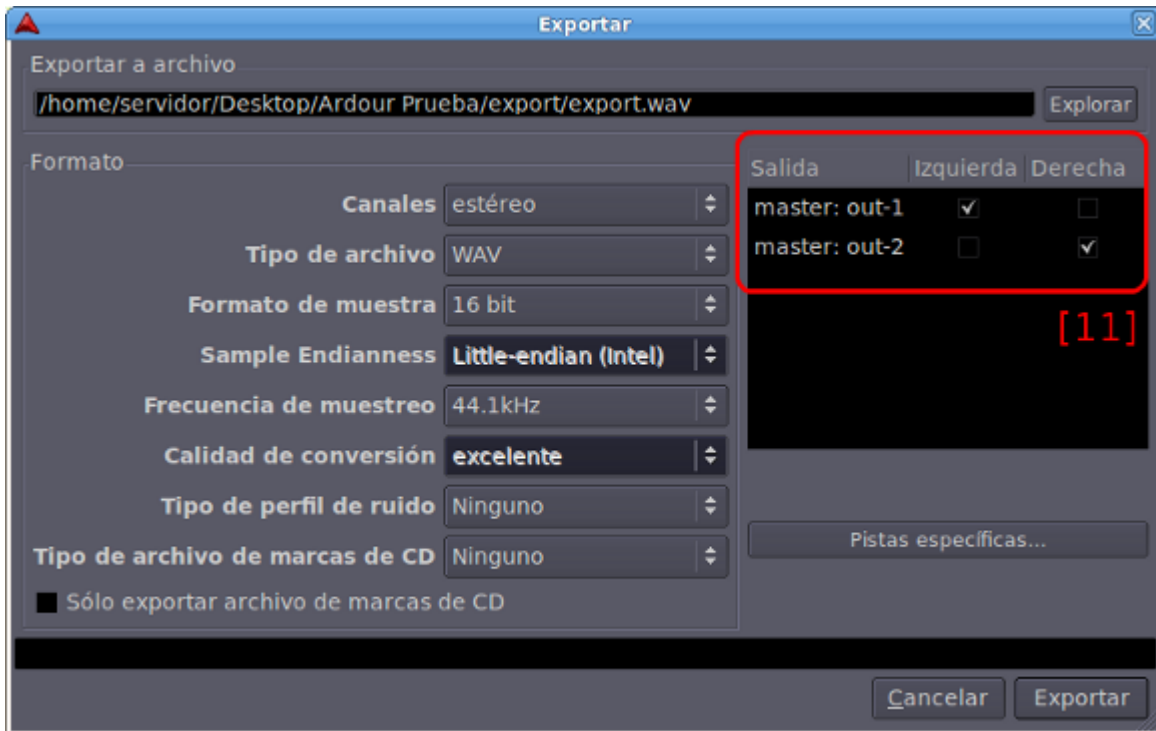 Exportar
Exportar a archivo
/home/servidor/Desktop/Ardour Prueba/export/export.wav Explorar
Formato
Canales estéreo
Tipo de archivo WAV
Formato de muestra 16 bit
Sample Endianness Little-endian (Intel)
Frecuencia de muestreo 44.1kHz
Calidad de conversión excelente
Tipo de perfil de ruido Ninguno
Tipo de archivo de marcas de CD Ninguno
Sólo exportar archivo de marcas de CD
Salida Izquierda Derecha
master: out-1
master: out-2
[11]
Pistas específicas...
Cancelar Exportar